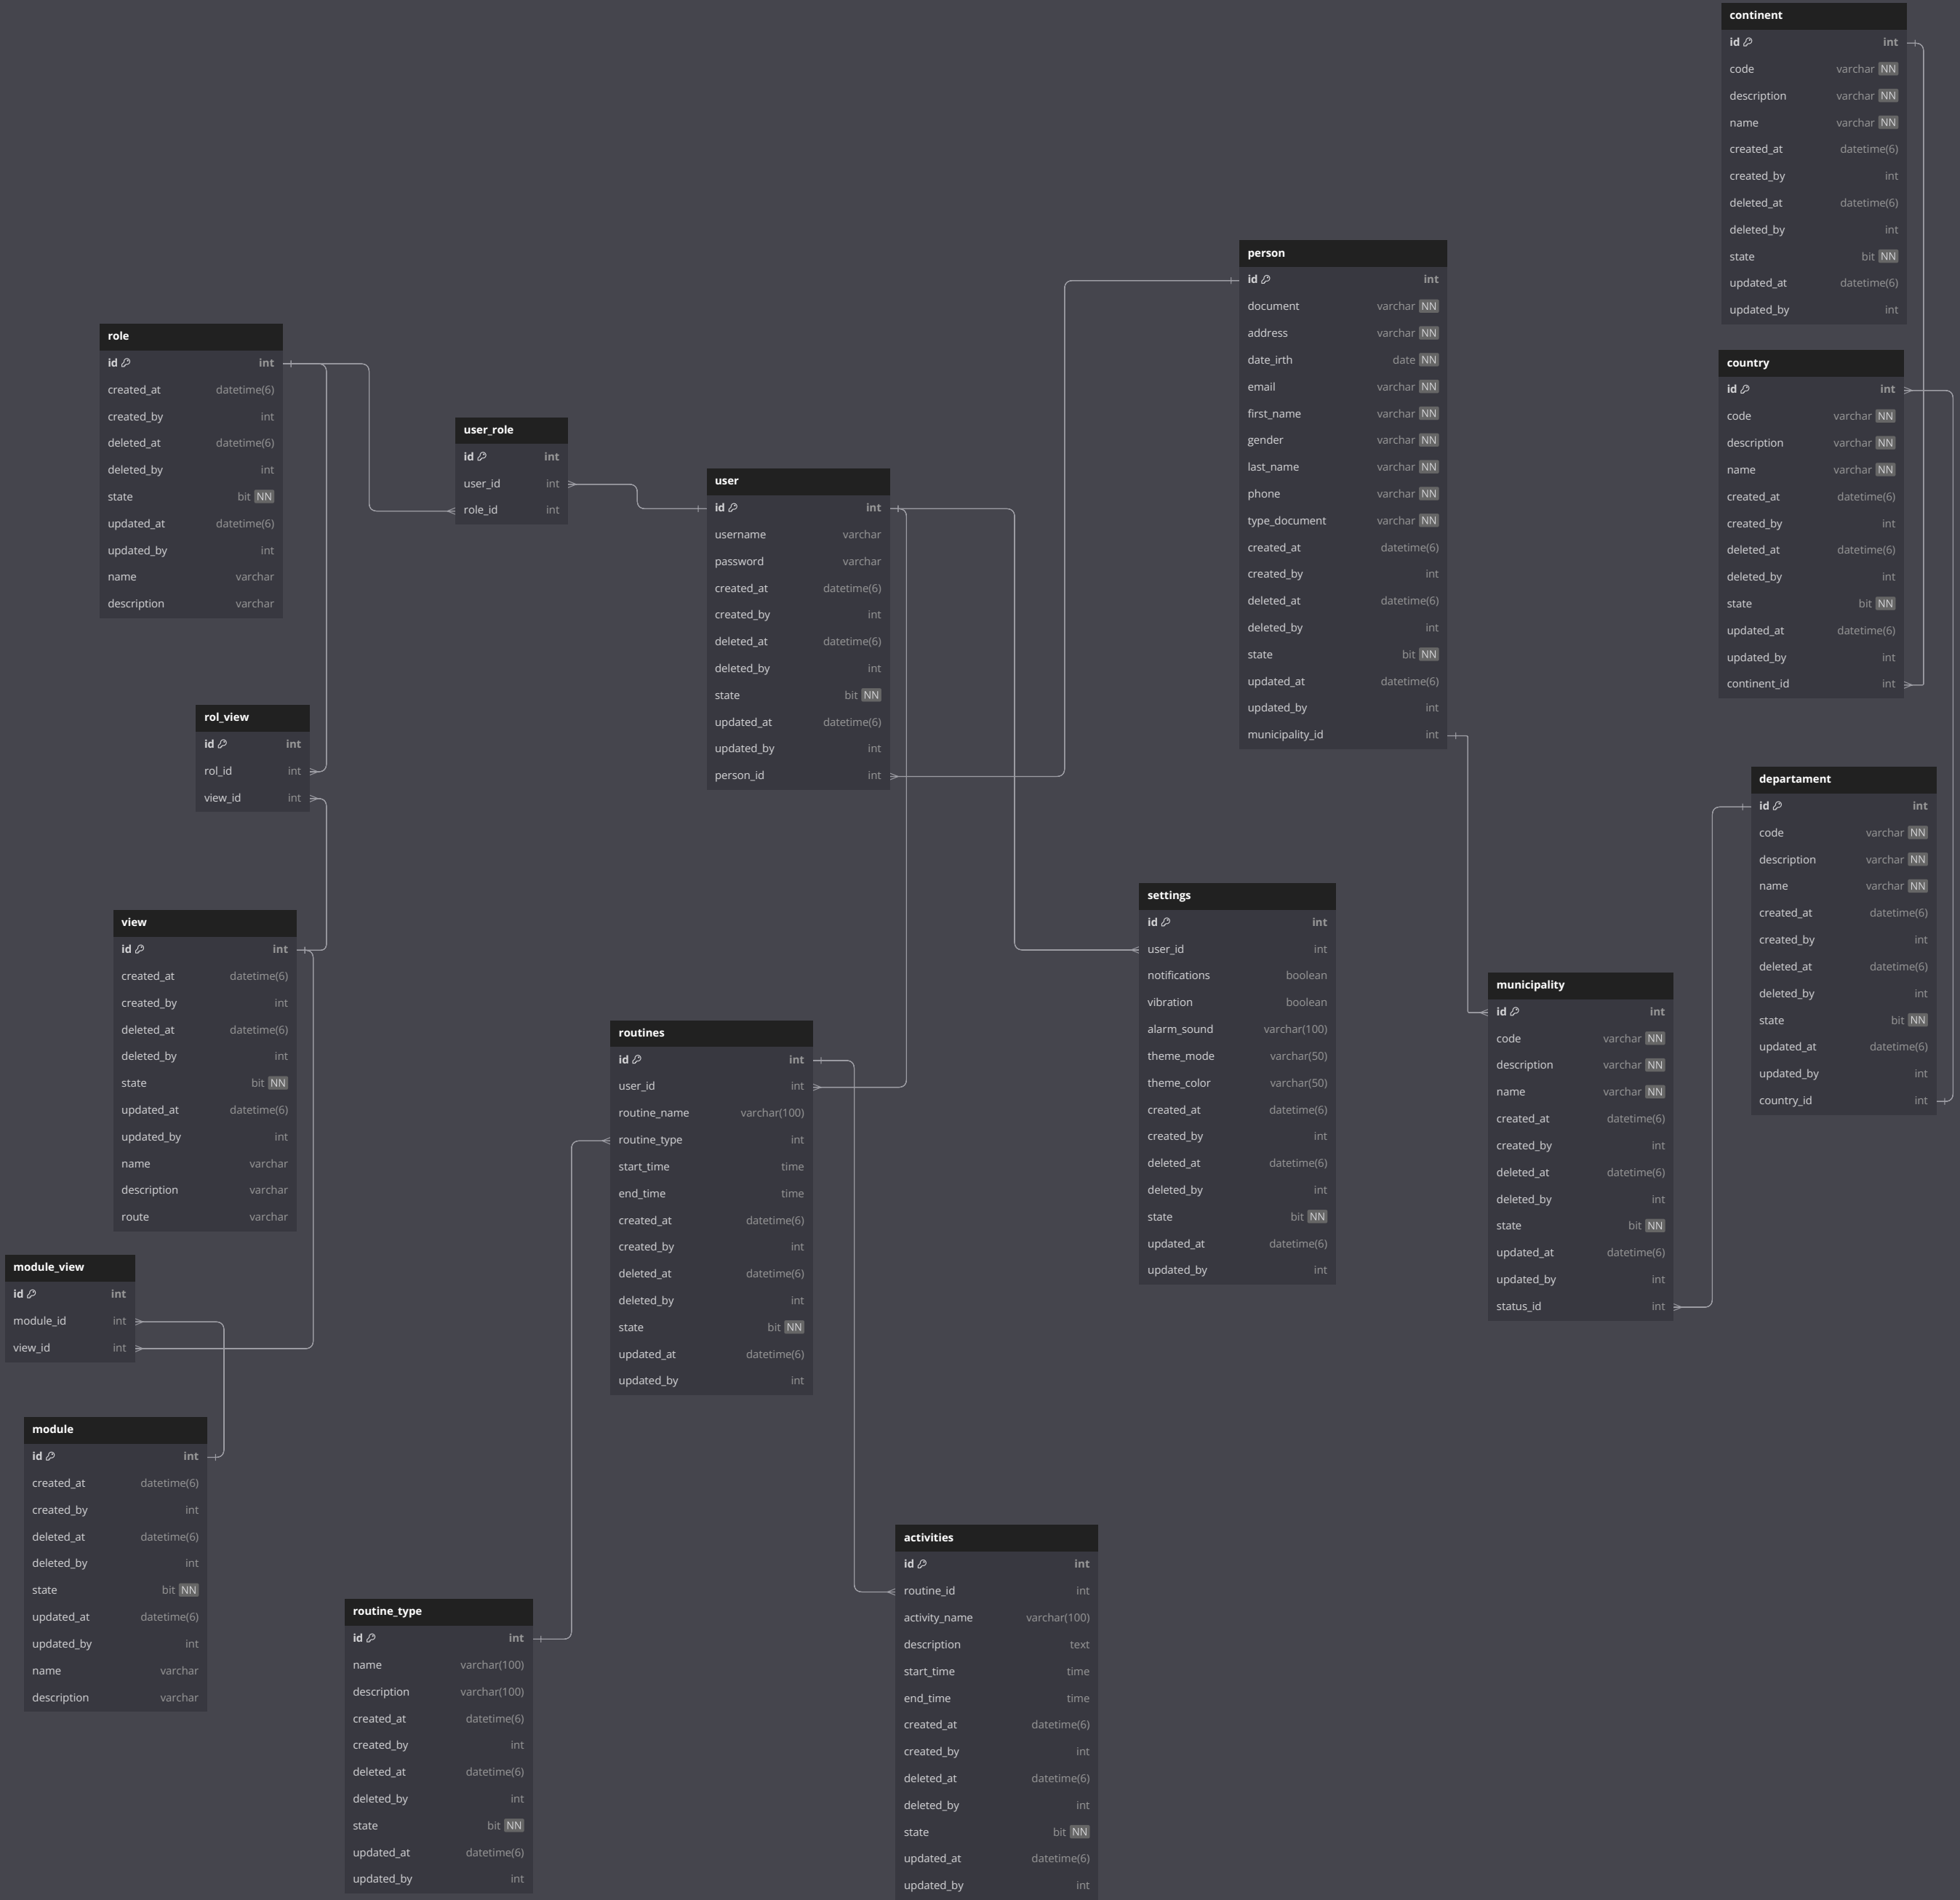 continent
id int
code varchar NN
description varchar NN
name varchar NN
created_at datetime(6)
created_by int
deleted_at datetime(6)
deleted_by int
state bit NN
updated_at datetime(6)
updated_by int
person
id int
document varchar NN
address varchar NN
date_irth date NN
email varchar NN
first_name varchar NN
gender varchar NN
last_name varchar NN
phone varchar NN
type_document varchar NN
created_at datetime(6)
created_by int
deleted_at datetime(6)
deleted_by int
state bit NN
updated_at datetime(6)
updated_by int
municipality_id int
role
id int
created_at datetime(6)
created_by int
deleted_at datetime(6)
deleted_by int
state bit NN
updated_at datetime(6)
updated_by int
name varchar
description varchar
country
id int
code varchar NN
description varchar NN
name varchar NN
created_at datetime(6)
created_by int
deleted_at datetime(6)
deleted_by int
state bit NN
updated_at datetime(6)
updated_by int
continent_id int
user_role
id int
user_id int
role_id int
user
id int
username varchar
password varchar
created_at datetime(6)
created_by int
deleted_at datetime(6)
deleted_by int
state bit NN
updated_at datetime(6)
updated_by int
person_id int
rol_view
id int
rol_id int
view_id int
departament
id int
code varchar NN
description varchar NN
name varchar NN
created_at datetime(6)
created_by int
deleted_at datetime(6)
deleted_by int
state bit NN
updated_at datetime(6)
updated_by int
country_id int
settings
id int
user_id int
notifications boolean
vibration boolean
alarm_sound varchar(100)
theme_mode varchar(50)
theme_color varchar(50)
created_at datetime(6)
created_by int
deleted_at datetime(6)
deleted_by int
state bit NN
updated_at datetime(6)
updated_by int
view
id int
created_at datetime(6)
created_by int
deleted_at datetime(6)
deleted_by int
state bit NN
updated_at datetime(6)
updated_by int
name varchar
description varchar
route varchar
municipality
id int
code varchar NN
description varchar NN
name varchar NN
created_at datetime(6)
created_by int
deleted_at datetime(6)
deleted_by int
state bit NN
updated_at datetime(6)
updated_by int
status_id int
routines
id int
user_id int
routine_name varchar(100)
routine_type int
start_time time
end_time time
created_at datetime(6)
created_by int
deleted_at datetime(6)
deleted_by int
state bit NN
updated_at datetime(6)
updated_by int
module_view
id int
module_id int
view_id int
module
id int
created_at datetime(6)
created_by int
deleted_at datetime(6)
deleted_by int
state bit NN
updated_at datetime(6)
updated_by int
name varchar
description varchar
activities
id int
routine_id int
activity_name varchar(100)
description text
start_time time
end_time time
created_at datetime(6)
created_by int
deleted_at datetime(6)
deleted_by int
state bit NN
updated_at datetime(6)
updated_by int
routine_type
id int
name varchar(100)
description varchar(100)
created_at datetime(6)
created_by int
deleted_at datetime(6)
deleted_by int
state bit NN
updated_at datetime(6)
updated_by int